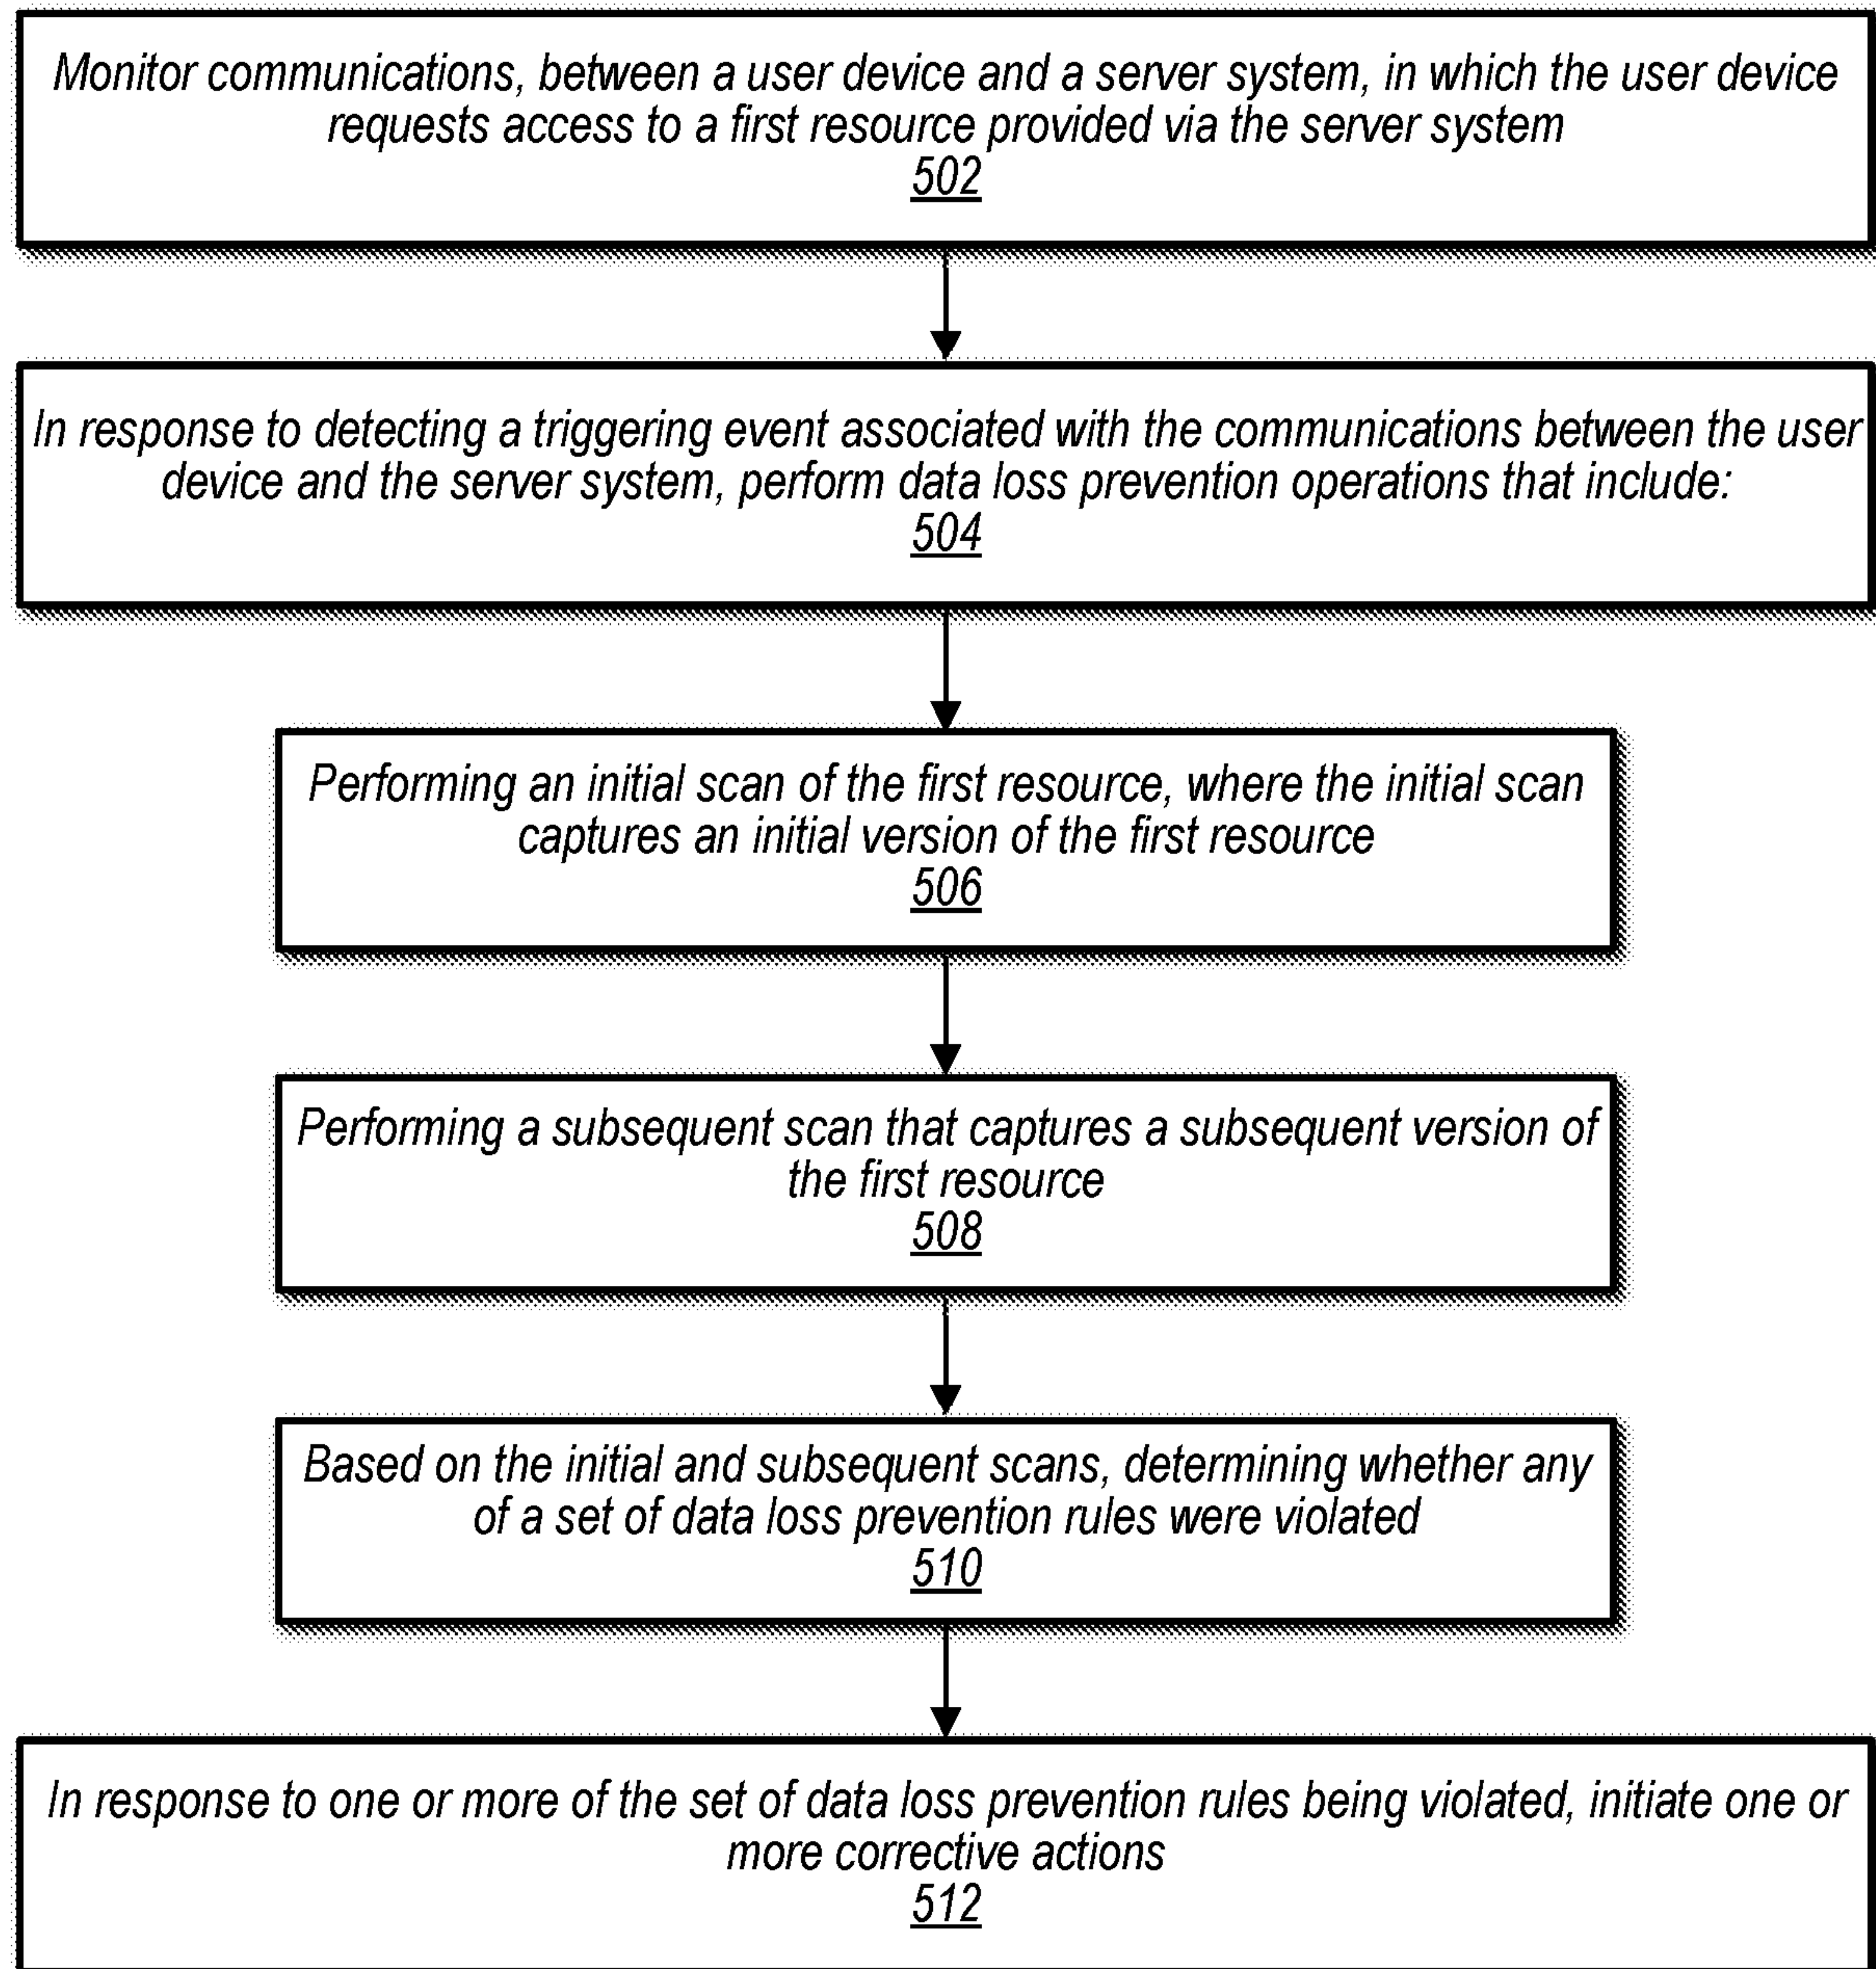 Monitor communications, between a user device and a server system, in which the user device
requests access to a first resource provided via the server system
502
In response to detecting a triggering event associated with the communications between the user
device and the server system, perform data loss prevention operations that include:
504
Performing an initial scan of the first resource, where the initial scan
captures an initial version of the first resource
506
Performing a subsequent scan that captures a subsequent version of
the first resource
508
Based on the initial and subsequent scans, determining whether any
of a set of data loss prevention rules were violated
510
In response to one or more of the set of data loss prevention rules being violated, initiate one or
more corrective actions
512